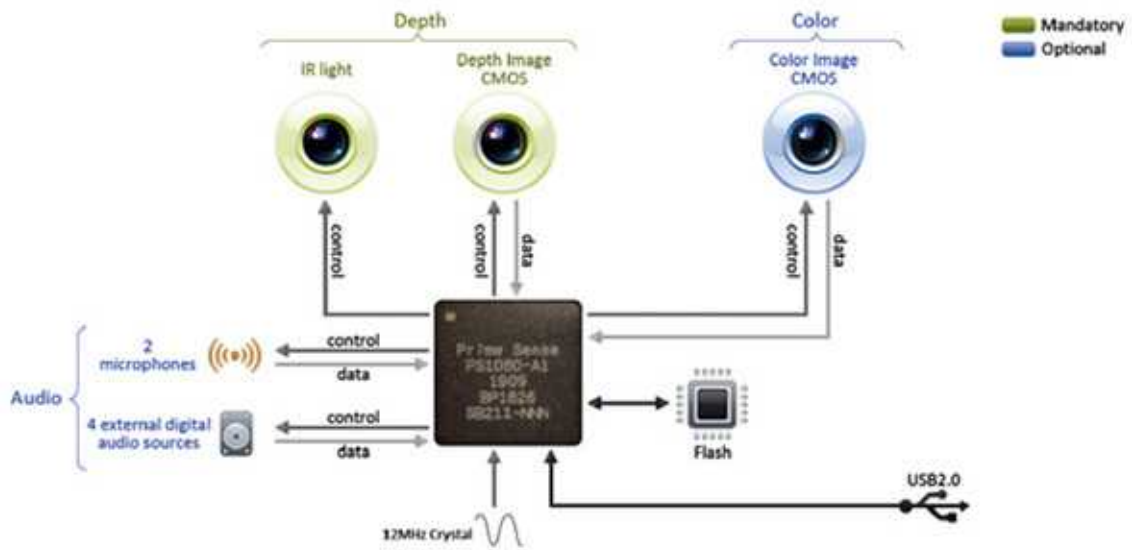 Depth
Color
Mandatory
Optional
IR light
Depth Image
CMOS
Color Image
CMOS
control
control
data
control
data
Prime Sense
PS1080-A1
1909
BP1826
SB211-NNN
2
microphones
control
data
Audio
4 external digital
audio sources
control
data
Flash
USB2.0
12MHz Crystal